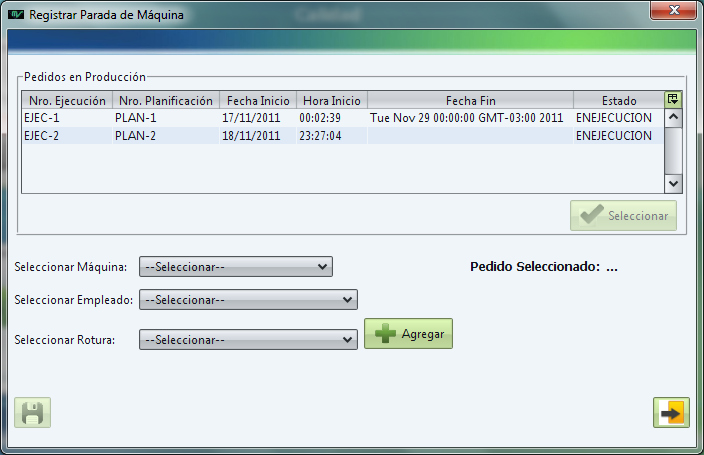 Registrar Parada de Máquina
Pedidos en Producción
Nro. Ejecución Nro. Planificación Fecha Inicio Hora Inicio Fecha Fin Estado
EJEC-1 PLAN-1 17/11/2011 00:02:39 Tue Nov 29 00:00:00 GMT-03:00 2011 ENEJECUCION
EJEC-2 PLAN-2 18/11/2011 23:27:04 ENEJECUCION
Seleccionar
Seleccionar Máquina: --Seleccionar-- Pedido Seleccionado: ...
Seleccionar Empleado: --Seleccionar--
Seleccionar Rotura: --Seleccionar-- Agregar